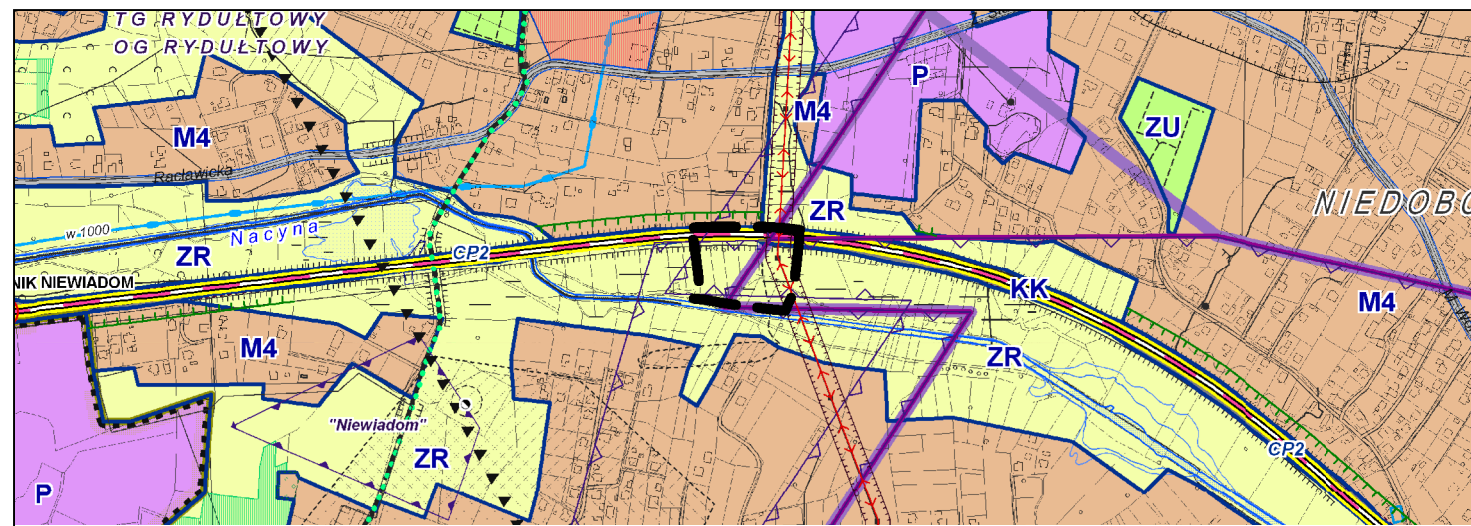 TG RYDUŁTOWY
OG RYDUŁTOWY
P
M4
ZU
M4
Racławicka
NIEDOBC
ZR
w 1000
Nacyna
ZR
CP2
NIK NIEWIADOM
KK
M4
M4
ZR
"Niewiadom"
ZR
CP2
P